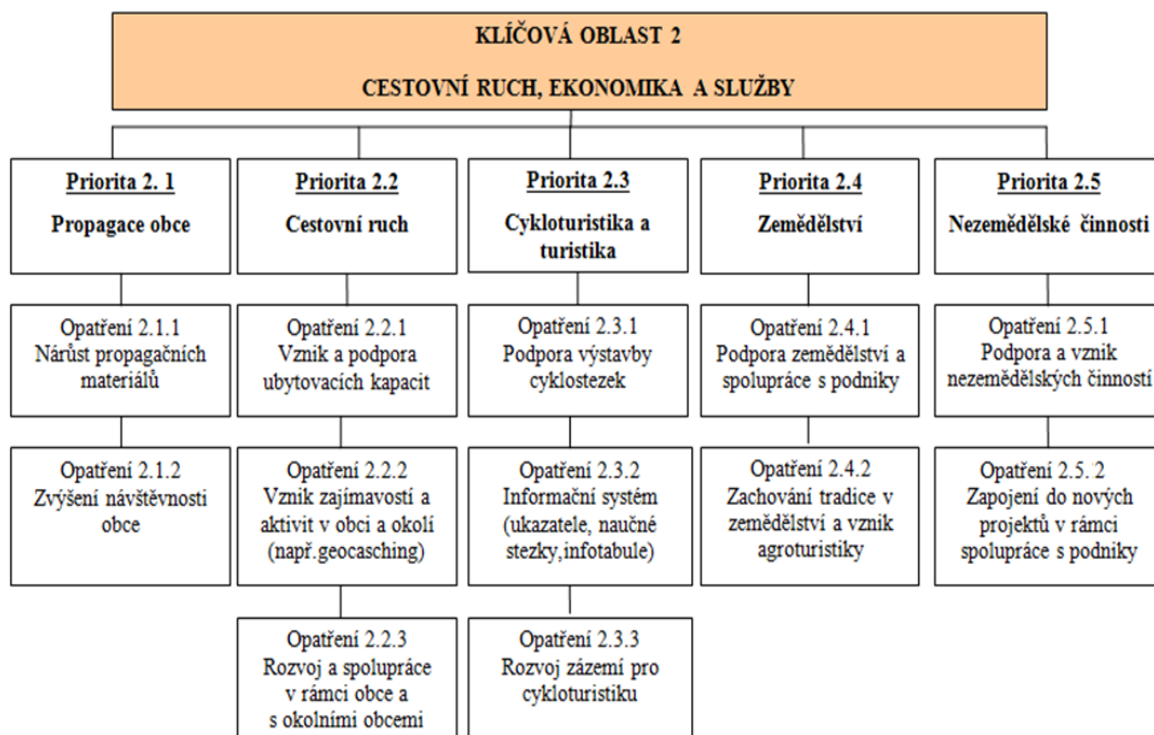 KLÍČOVÁ OBLAST 2
CESTOVNÍ RUCH, EKONOMIKA A SLUŽBY
Priorita 2. 1
Propagace obce
Priorita 2.2
Cestovní ruch
Priorita 2.3
Cykloturistika a
turistika
Priorita 2.4
Zemědělství
Priorita 2.5
Nezemědělské činnosti
Opatření 2.1.1
Nárůst propagačních
materiálů
Opatření 2.2.1
Vznik a podpora
ubytovacích kapacit
Opatření 2.3.1
Podpora výstavby
cyklostezek
Opatření 2.4.1
Podpora zemědělství a
spolupráce s podniky
Opatření 2.5.1
Podpora a vznik
nezemědělských činností
Opatření 2.1.2
Zvýšení návštěvnosti
obce
Opatření 2.2.2
Vznik zajímavostí a
aktivit v obci a okolí
(např.geocasching)
Opatření 2.3.2
Informační systém
(ukazatele, naučné
stezky,infotabule)
Opatření 2.4.2
Zachování tradice v
zemědělství a vznik
agroturistiky
Opatření 2.5. 2
Zapojení do nových
projektů v rámci
spolupráce s podniky
Opatření 2.2.3
Rozvoj a spolupráce
v rámci obce a
s okolními obcemi
Opatření 2.3.3
Rozvoj zázemí pro
cykloturistiku